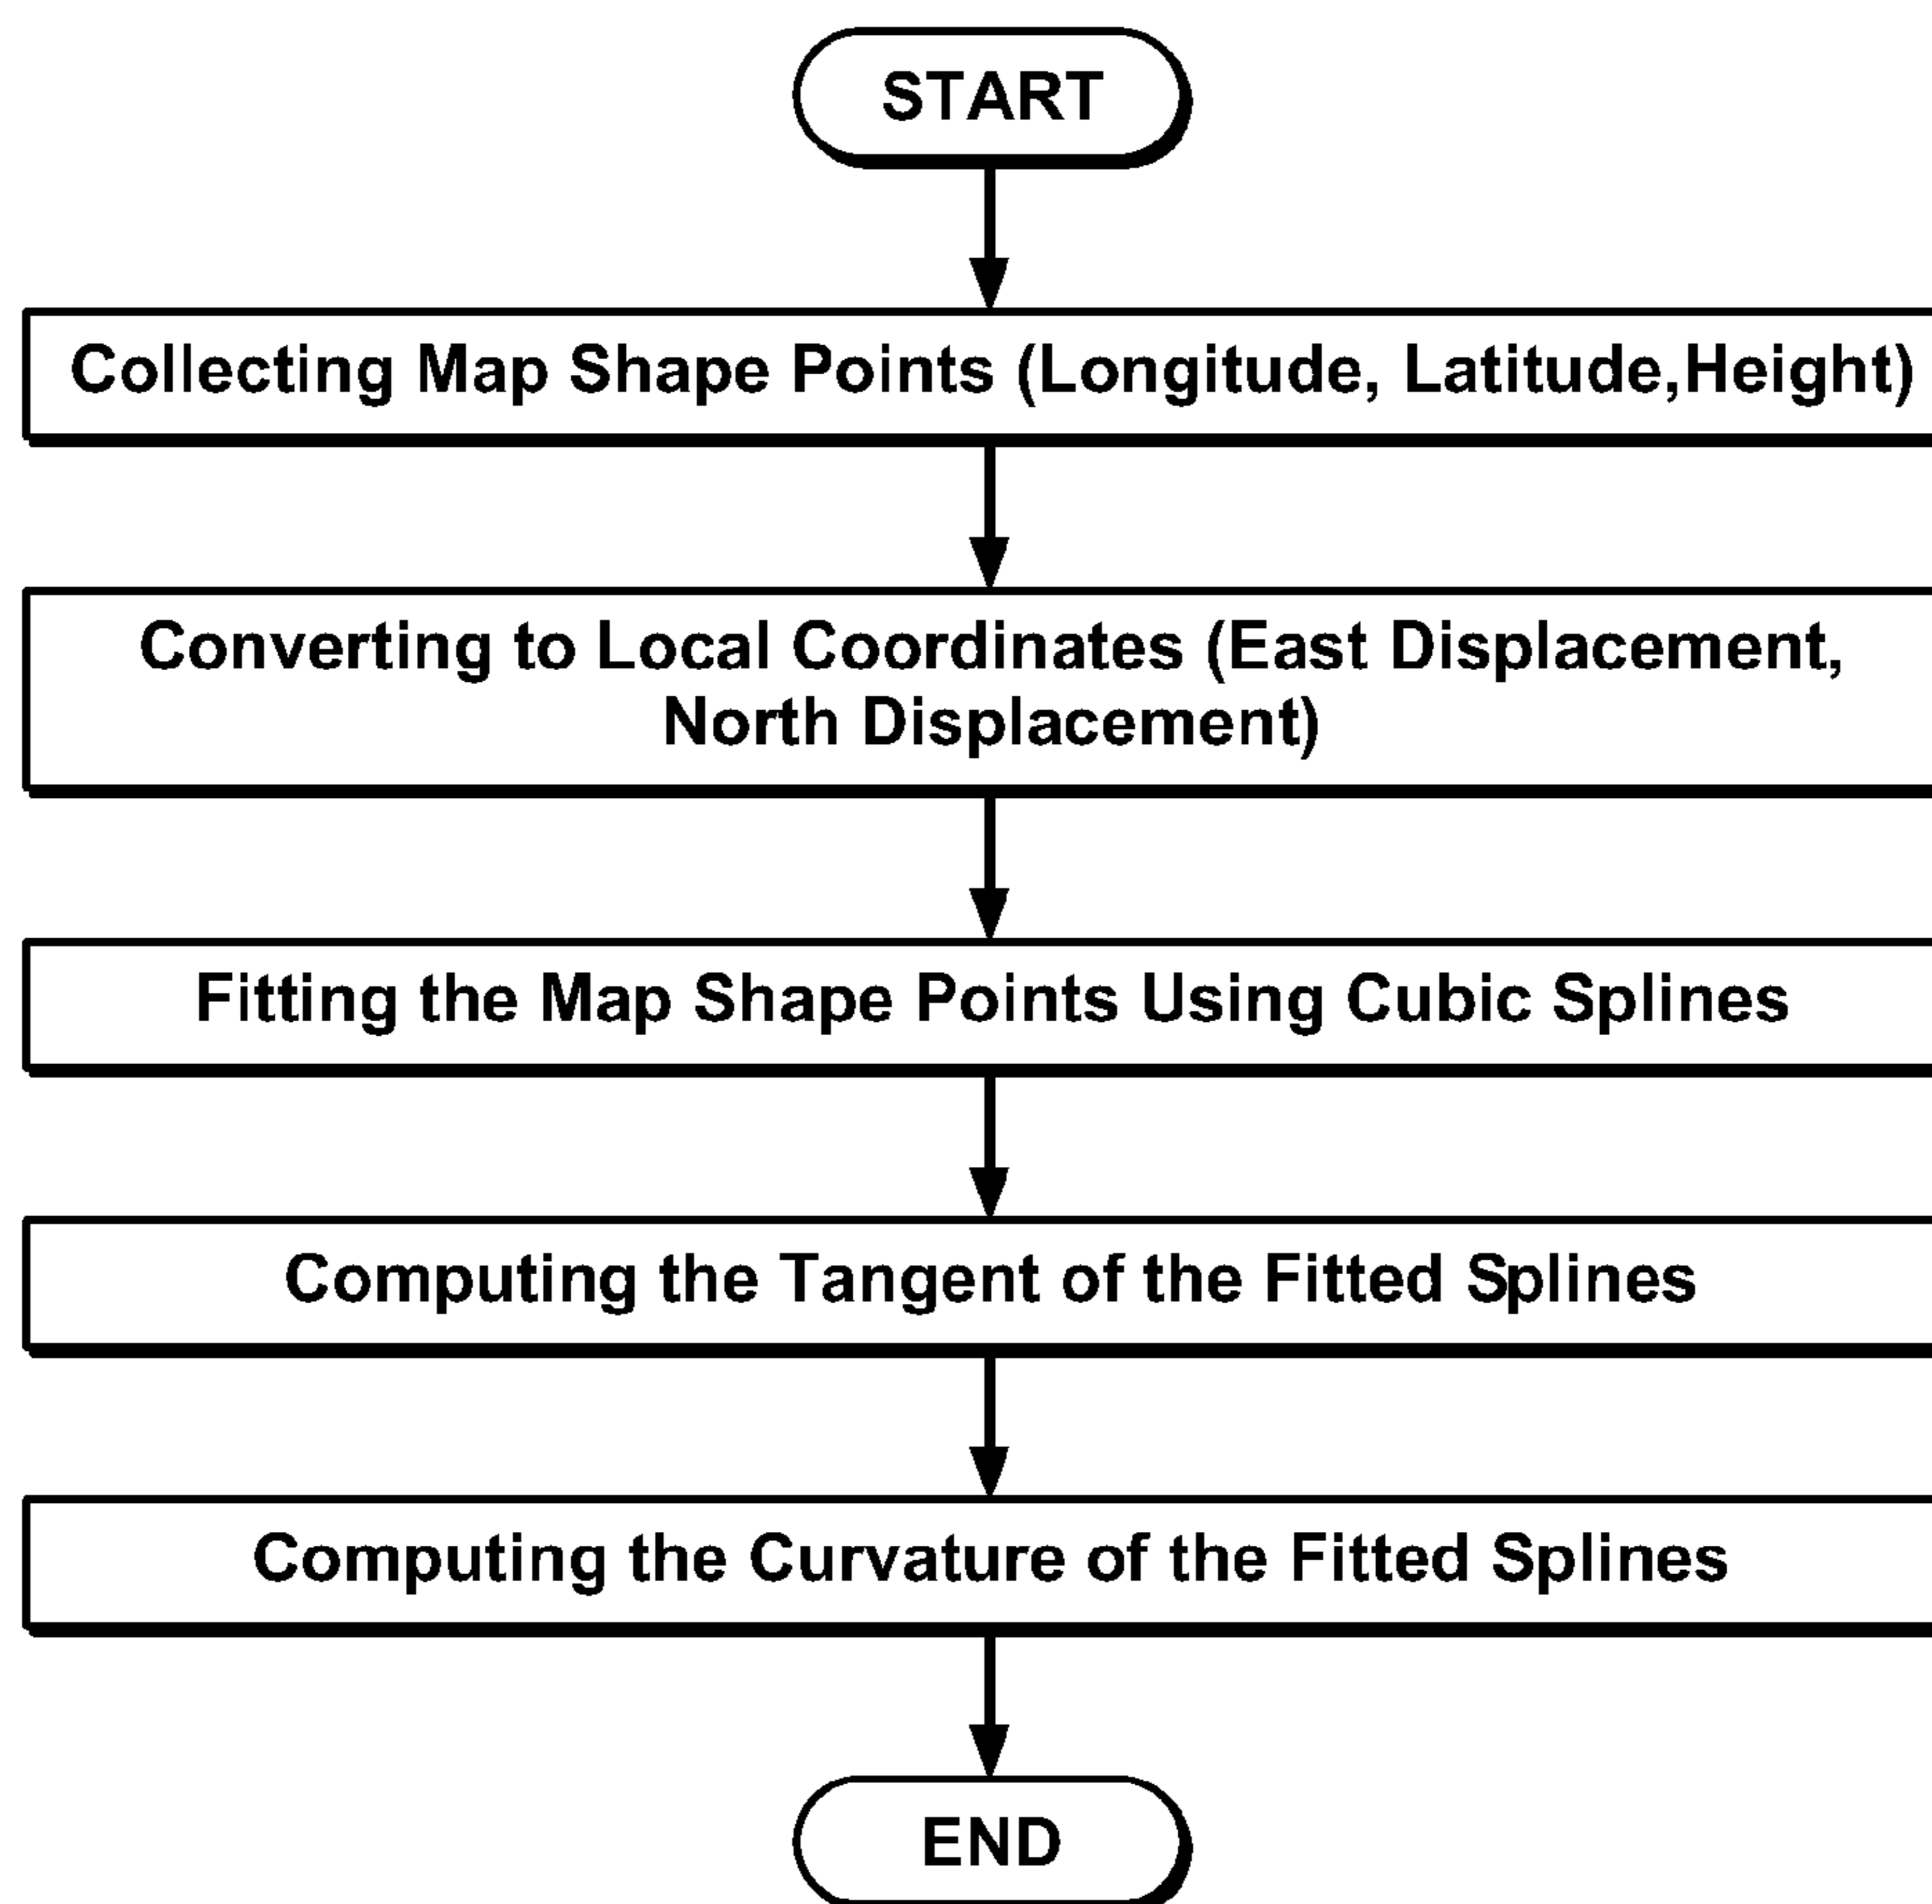 START
Collecting Map Shape Points (Longitude, Latitude,Height)
Converting to Local Coordinates (East Displacement,
North Displacement)
Fitting the Map Shape Points Using Cubic Splines
Computing the Tangent of the Fitted Splines
Computing the Curvature of the Fitted Splines
END